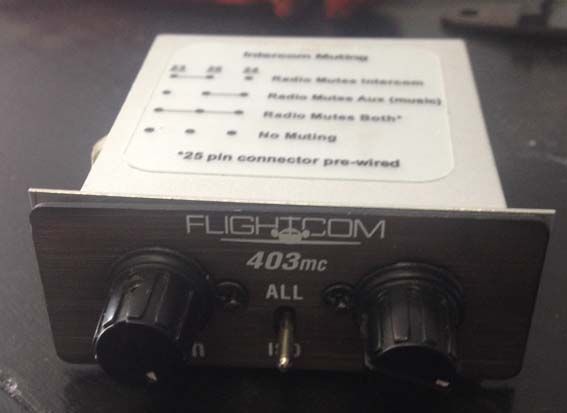 Intercom Muting
23 25 24
Radio Mutes Intercom
Radio Mutes Aux (music)
Radio Mutes Both*
No Muting
*25 pin connector pre-wired
FLIGHTCOM
403mc
ALL